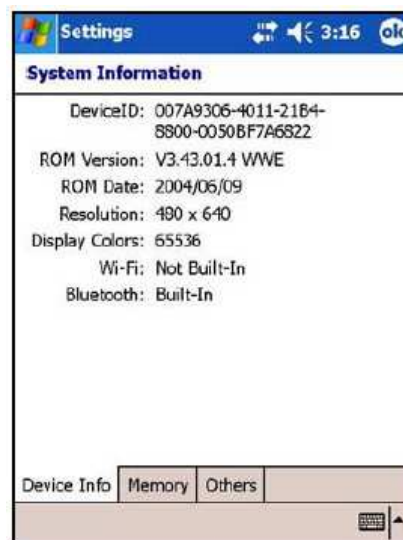 Settings 3:16 ok
System Information
DeviceID: 007A9306-4011-21B4-
8800-0050BF7A6822
ROM Version: V3.43.01.4 WWE
ROM Date: 2004/06/09
Resolution: 480 x 640
Display Colors: 65536
Wi-Fi: Not Built-In
Bluetooth: Built-In
Device Info Memory Others